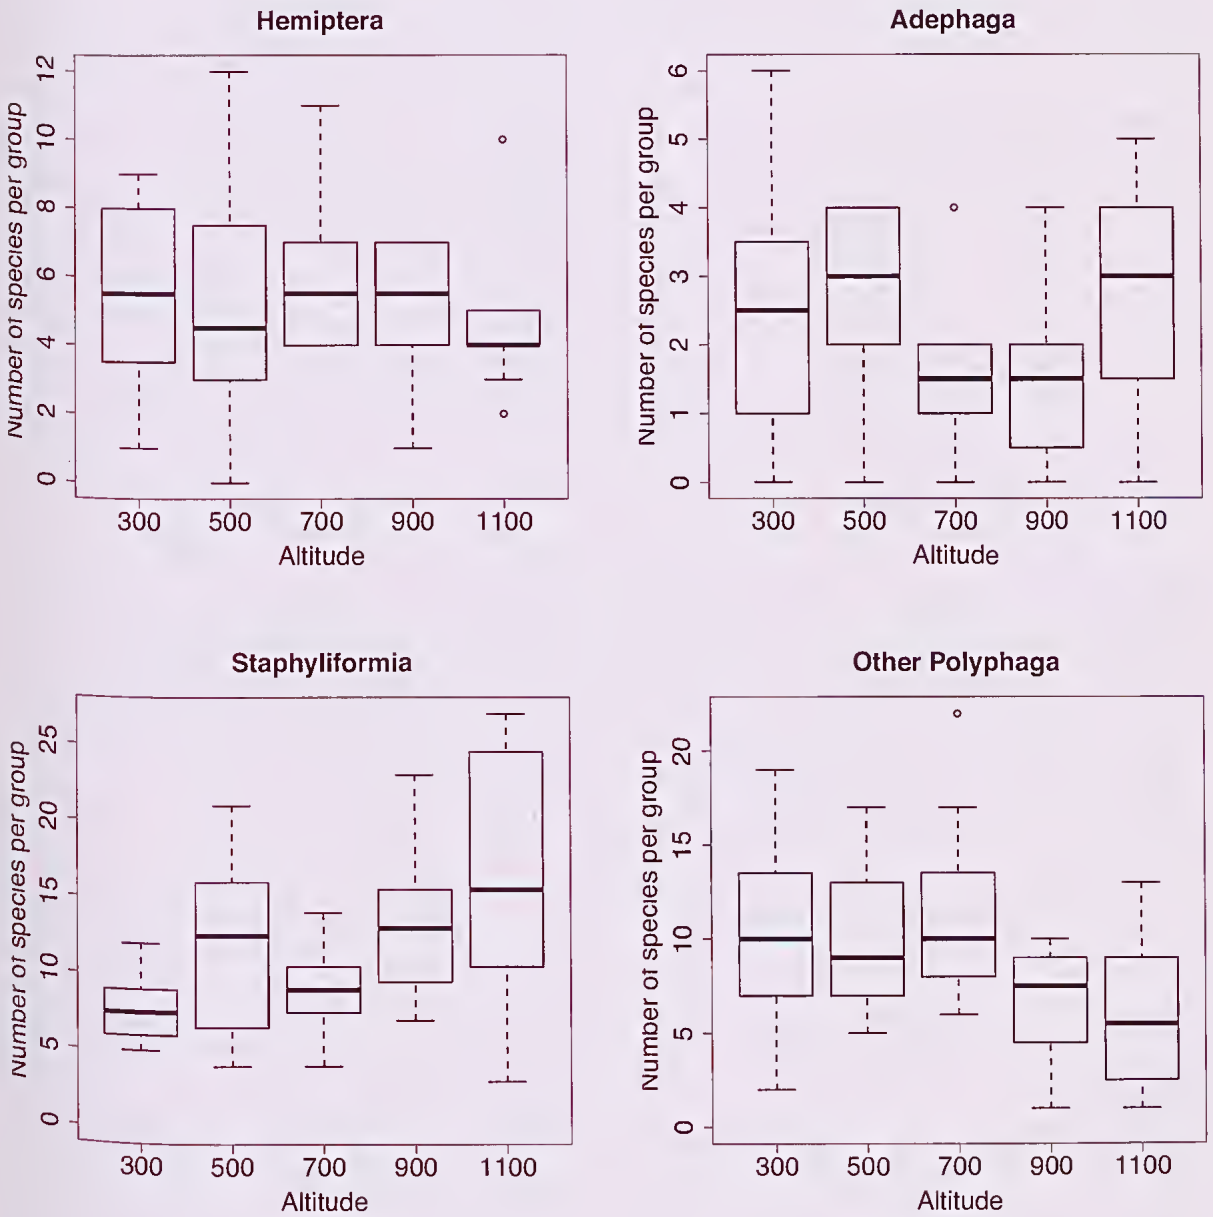 Hemiptera
Number of species per group
0
2
4
6
8
10
12
300 500 700 900 1100
Altitude
Adephaga
Number of species per group
0
1
2
3
4
5
6
300 500 700 900 1100
Altitude
Staphyliformia
Number of species per group
0
5
10
15
20
25
300 500 700 900 1100
Altitude
Other Polyphaga
Number of species per group
0
5
10
15
20
300 500 700 900 1100
Altitude